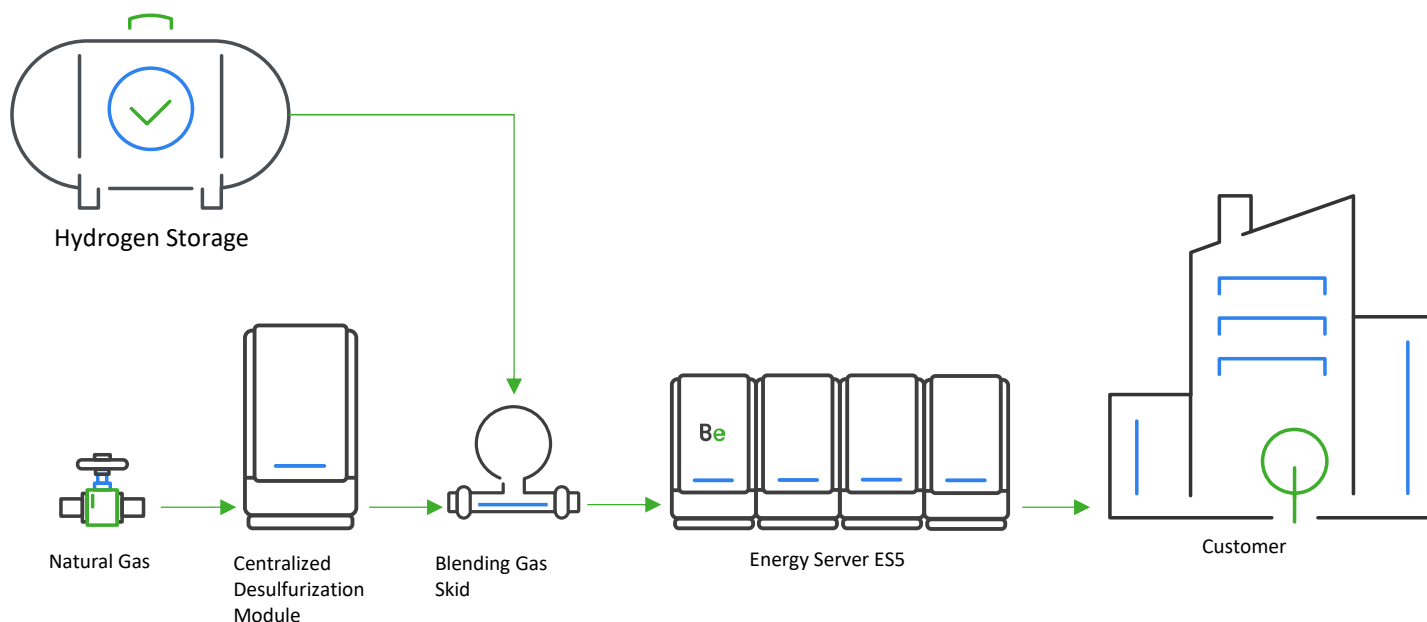 Hydrogen Storage
Be
Natural Gas
Centralized
Desulfurization
Module
Blending Gas
Skid
Energy Server ES5
Customer